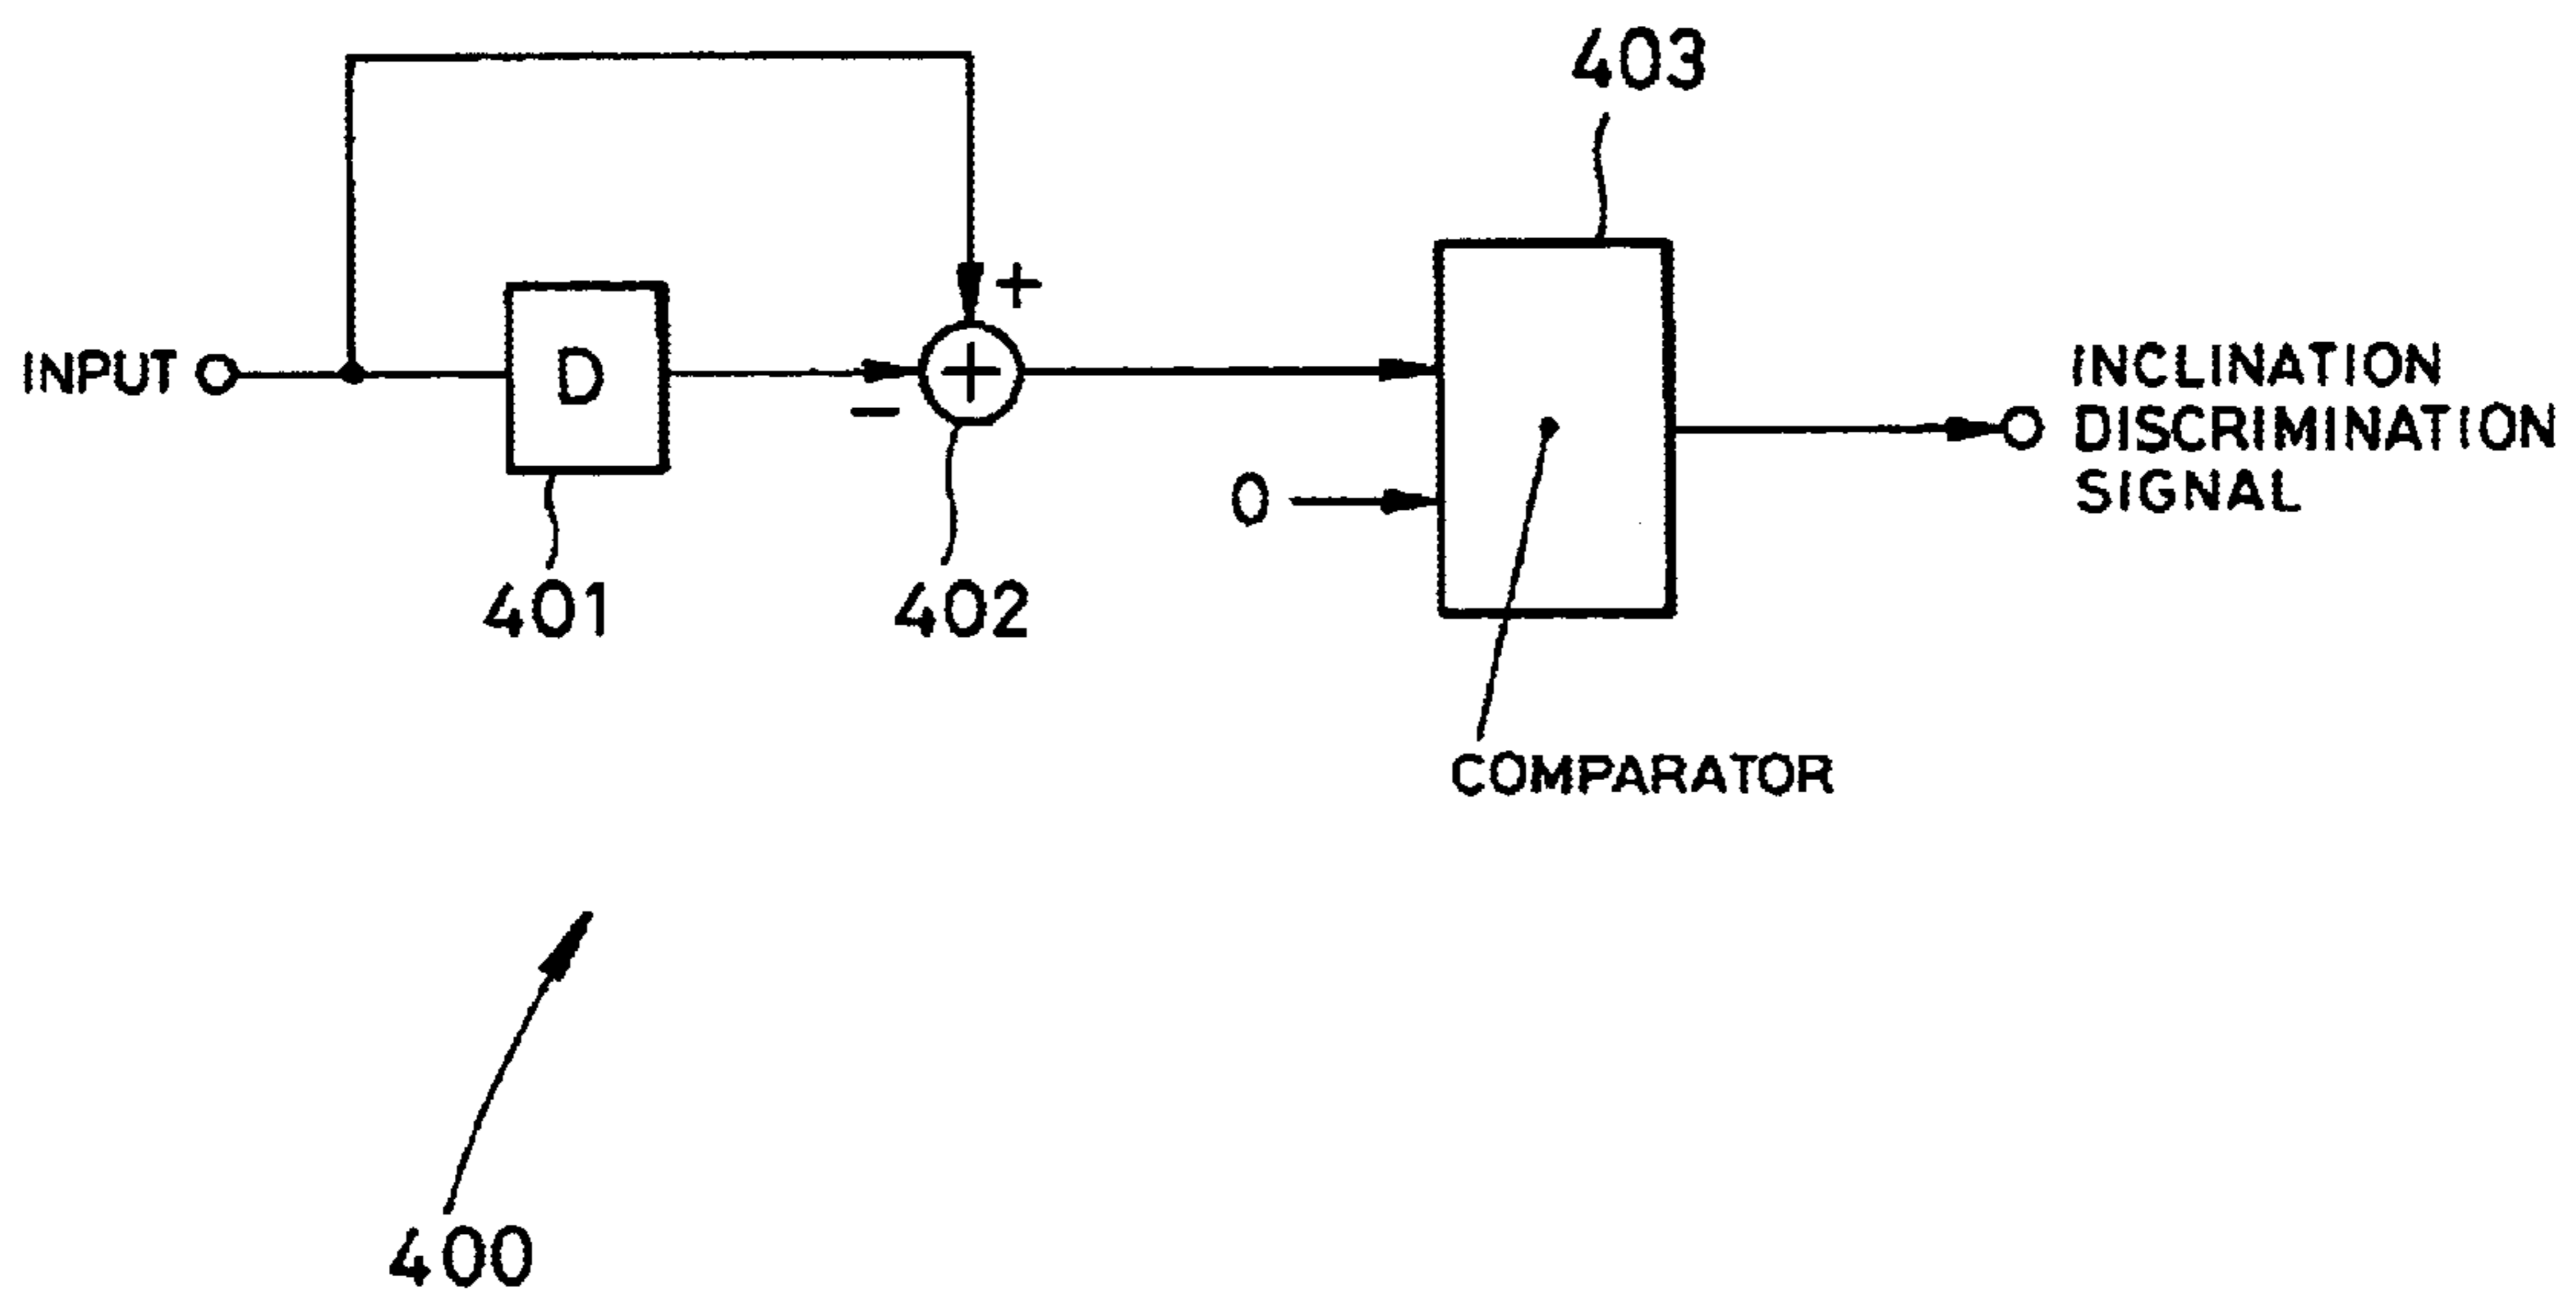 403
+
INPUT
D
+
−
INCLINATION
DISCRIMINATION
SIGNAL
0
401
402
COMPARATOR
400